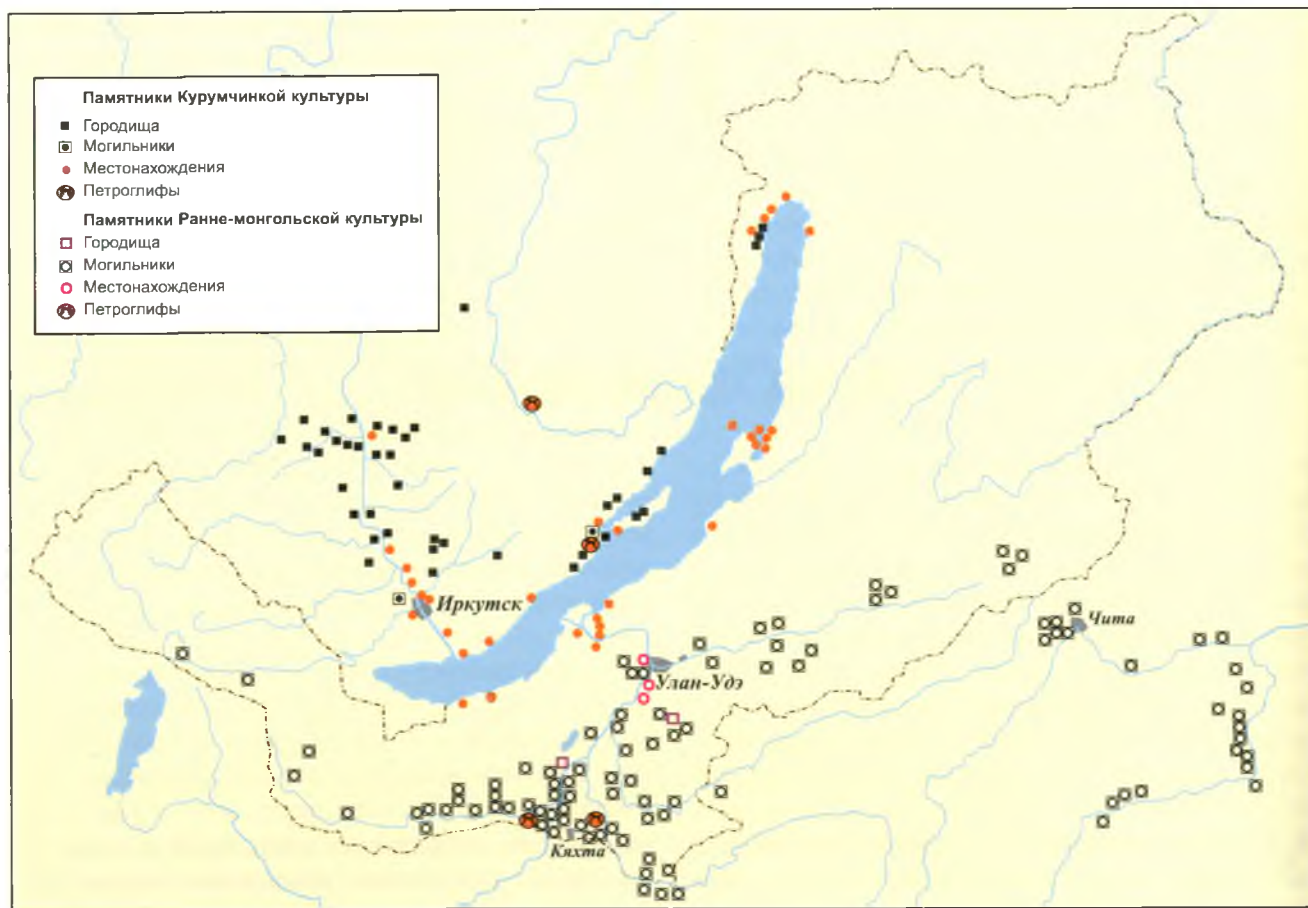 Памятники Курумчинкой культуры
Городища
Могильники
Местонахождения
Петроглифы
Памятники Ранне-монгольской культуры
Городища
Могильники
Местонахождения
Петроглифы
Иркутск
Чита
Улан-Удэ
Кяхта